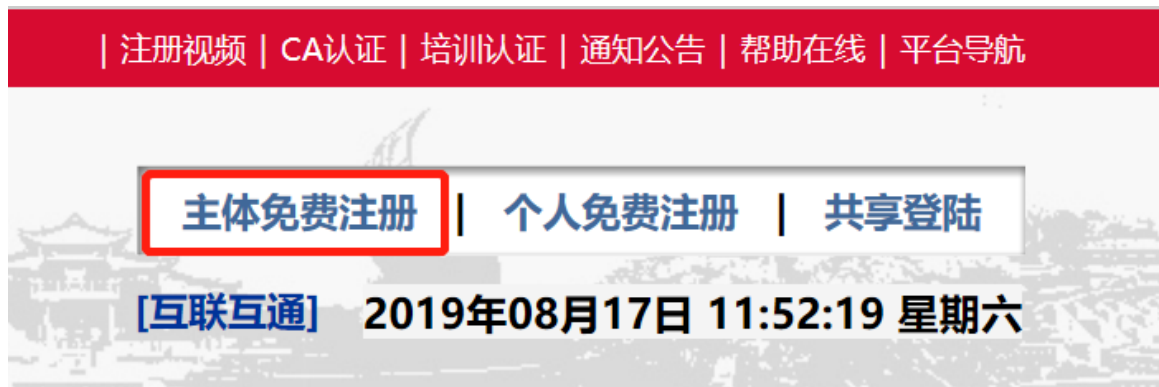 | 注册视频 | CA认证 | 培训认证 | 通知公告 | 帮助在线 | 平台导航
主体免费注册 | 个人免费注册 | 共享登陆
[互联互通] 2019年08月17日 11:52:19 星期六